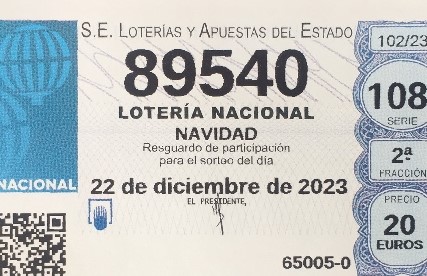 S.E. LOTERÍAS Y APUESTAS DEL ESTADO
102/23
89540
108
SERIE
LOTERÍA NACIONAL
NAVIDAD
Resguardo de participación
para el sorteo del día
2ª
FRACCIÓN
NACIONAL
22 de diciembre de 2023
EL PRESIDENTE,
PRECIO
20
EUROS
65005-0